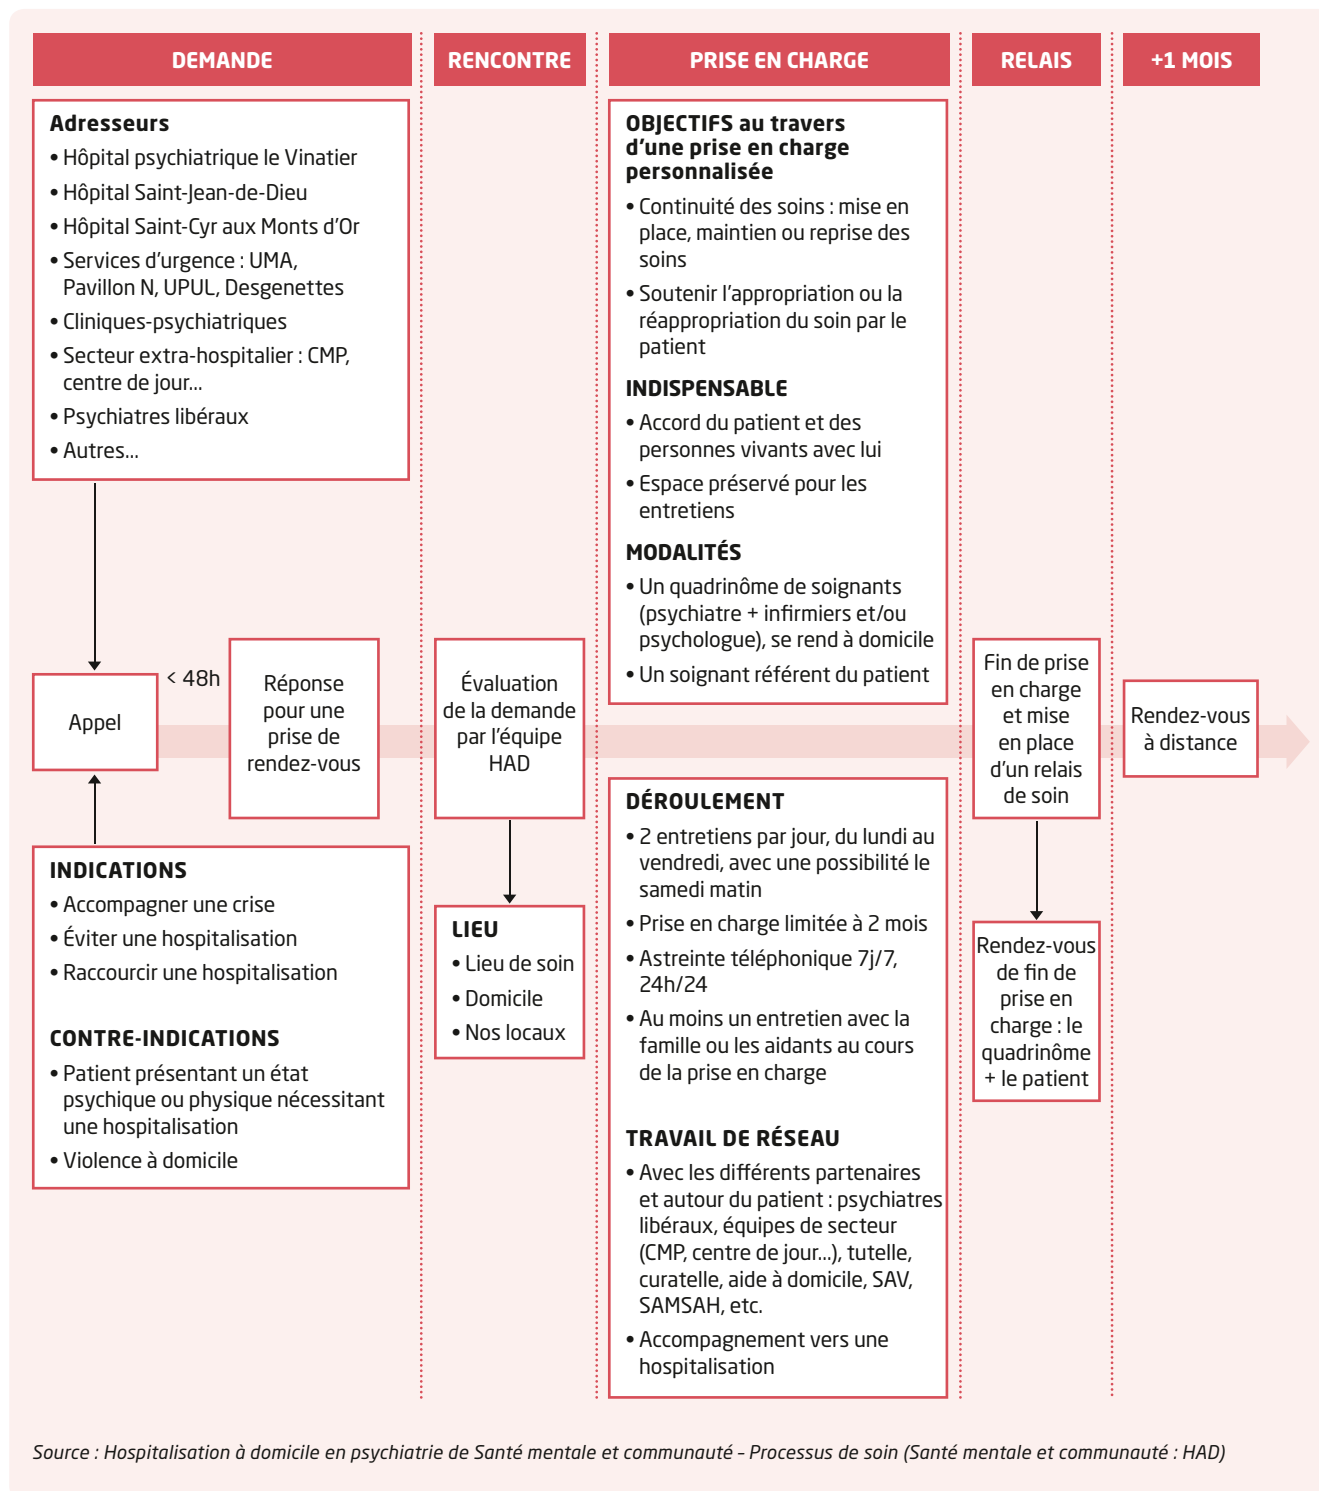 DEMANDE
RENCONTRE
PRISE EN CHARGE
RELAIS
+1 MOIS
Adresseurs
• Hôpital psychiatrique le Vinatier
• Hôpital Saint-Jean-de-Dieu
• Hôpital Saint-Cyr aux Monts d'Or
• Services d'urgence : UMA,
Pavillon N, UPUL, Desgenettes
• Cliniques-psychiatriques
• Secteur extra-hospitalier : CMP,
centre de jour...
• Psychiatres libéraux
• Autres...
Appel
< 48h
Réponse
pour une
prise de
rendez-vous
INDICATIONS
• Accompagner une crise
• Éviter une hospitalisation
• Raccourcir une hospitalisation
CONTRE-INDICATIONS
• Patient présentant un état
psychique ou physique nécessitant
une hospitalisation
• Violence à domicile
Évaluation
de la demande
par l'équipe
HAD
LIEU
• Lieu de soin
• Domicile
• Nos locaux
OBJECTIFS au travers
d'une prise en charge
personnalisée
• Continuité des soins : mise en
place, maintien ou reprise des
soins
• Soutenir l'appropriation ou la
réappropriation du soin par le
patient
INDISPENSABLE
• Accord du patient et des
personnes vivants avec lui
• Espace préservé pour les
entretiens
MODALITÉS
• Un quadrinôme de soignants
(psychiatre + infirmiers et/ou
psychologue), se rend à domicile
• Un soignant référent du patient
DÉROULEMENT
• 2 entretiens par jour, du lundi au
vendredi, avec une possibilité le
samedi matin
• Prise en charge limitée à 2 mois
• Astreinte téléphonique 7j/7,
24h/24
• Au moins un entretien avec la
famille ou les aidants au cours
de la prise en charge
TRAVAIL DE RÉSEAU
• Avec les différents partenaires
et autour du patient : psychiatres
libéraux, équipes de secteur
(CMP, centre de jour...), tutelle,
curatelle, aide à domicile, SAV,
SAMSAH, etc.
• Accompagnement vers une
hospitalisation
Fin de prise
en charge
et mise
en place
d'un relais
de soin
Rendez-vous
de fin de
prise en
charge : le
quadrinôme
+ le patient
Rendez-vous
à distance
Source : Hospitalisation à domicile en psychiatrie de Santé mentale et communauté – Processus de soin (Santé mentale et communauté : HAD)